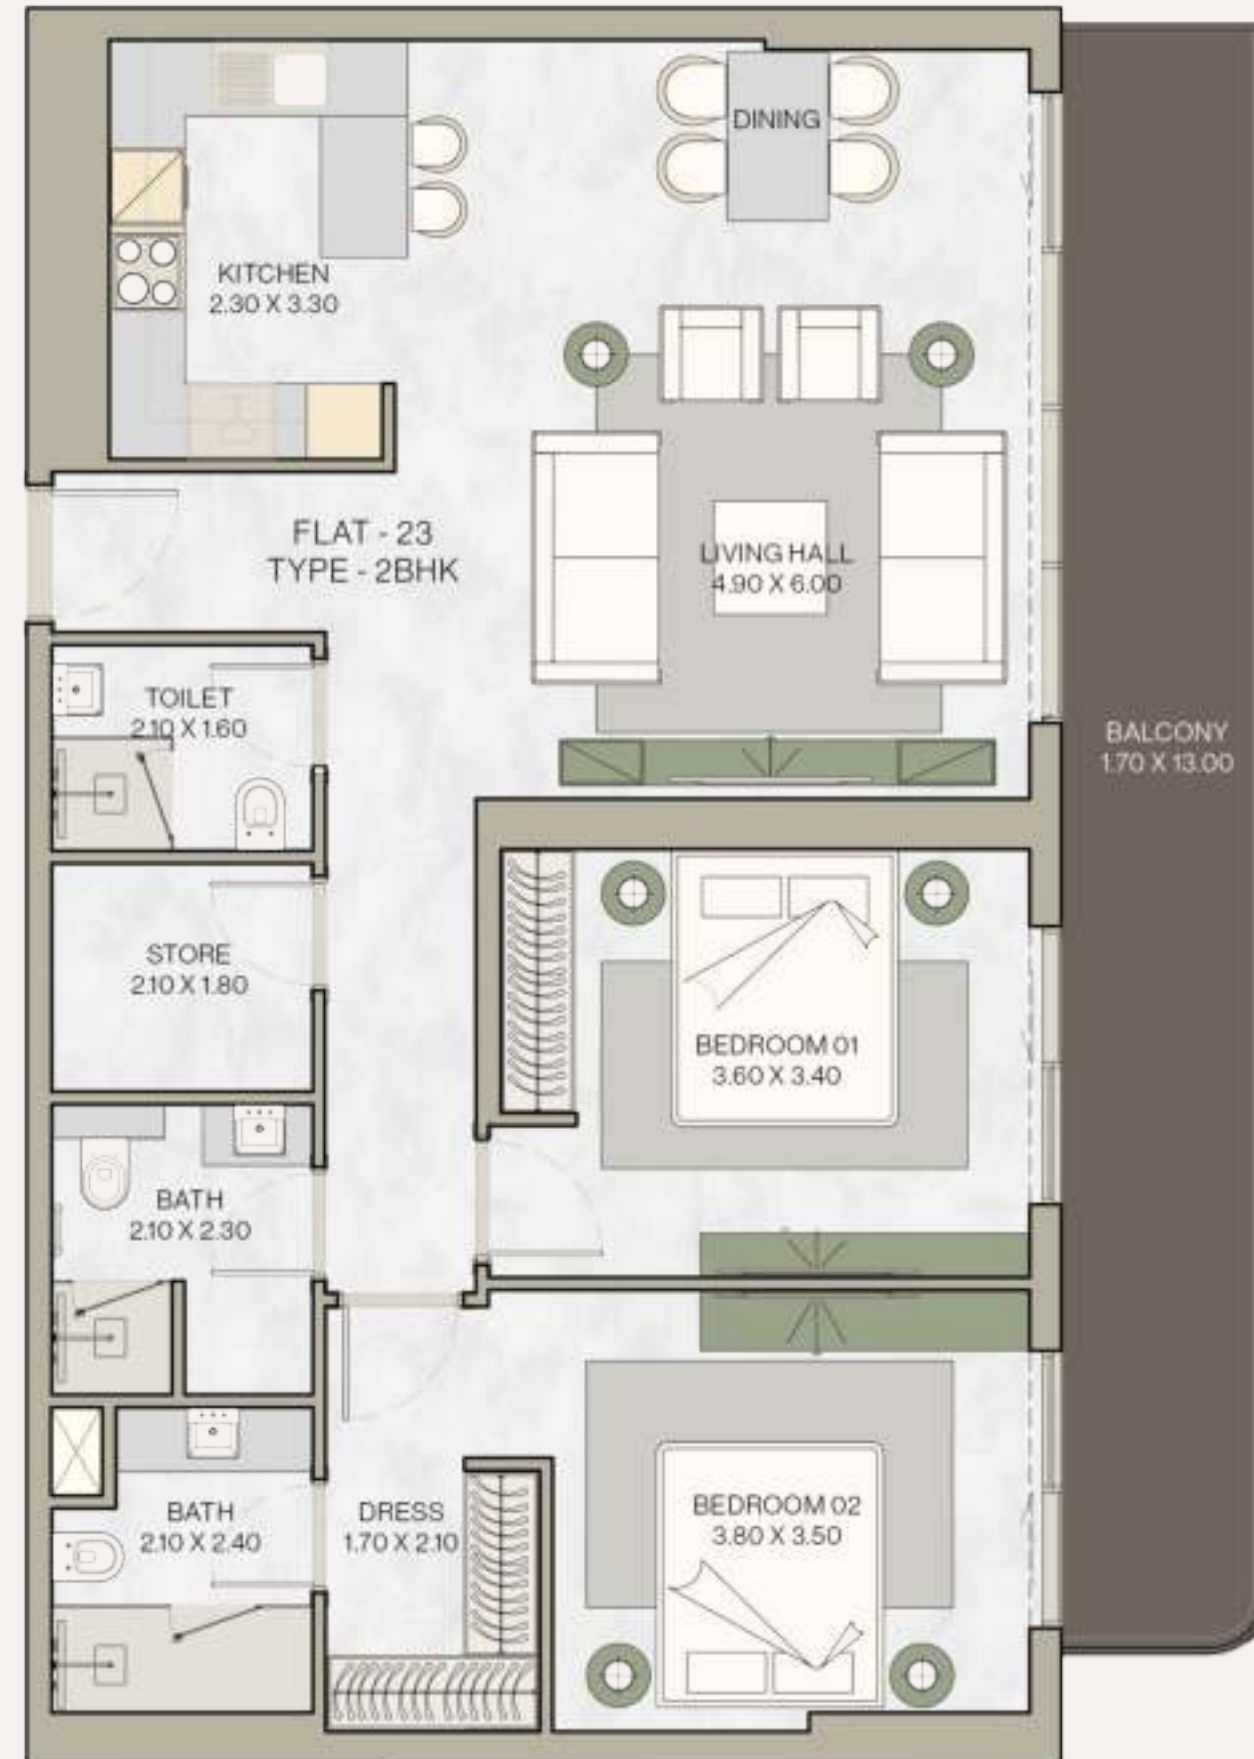 DINING
KITCHEN
2.30 X 3.30
FLAT - 23
TYPE - 2BHK
LIVING HALL
4.90 X 6.00
TOILET
2.10 X 1.60
BALCONY
1.70 X 13.00
STORE
2.10 X 1.80
BEDROOM 01
3.60 X 3.40
BATH
2.10 X 2.30
BATH
2.10 X 2.40
DRESS
1.70 X 2.10
BEDROOM 02
3.80 X 3.50